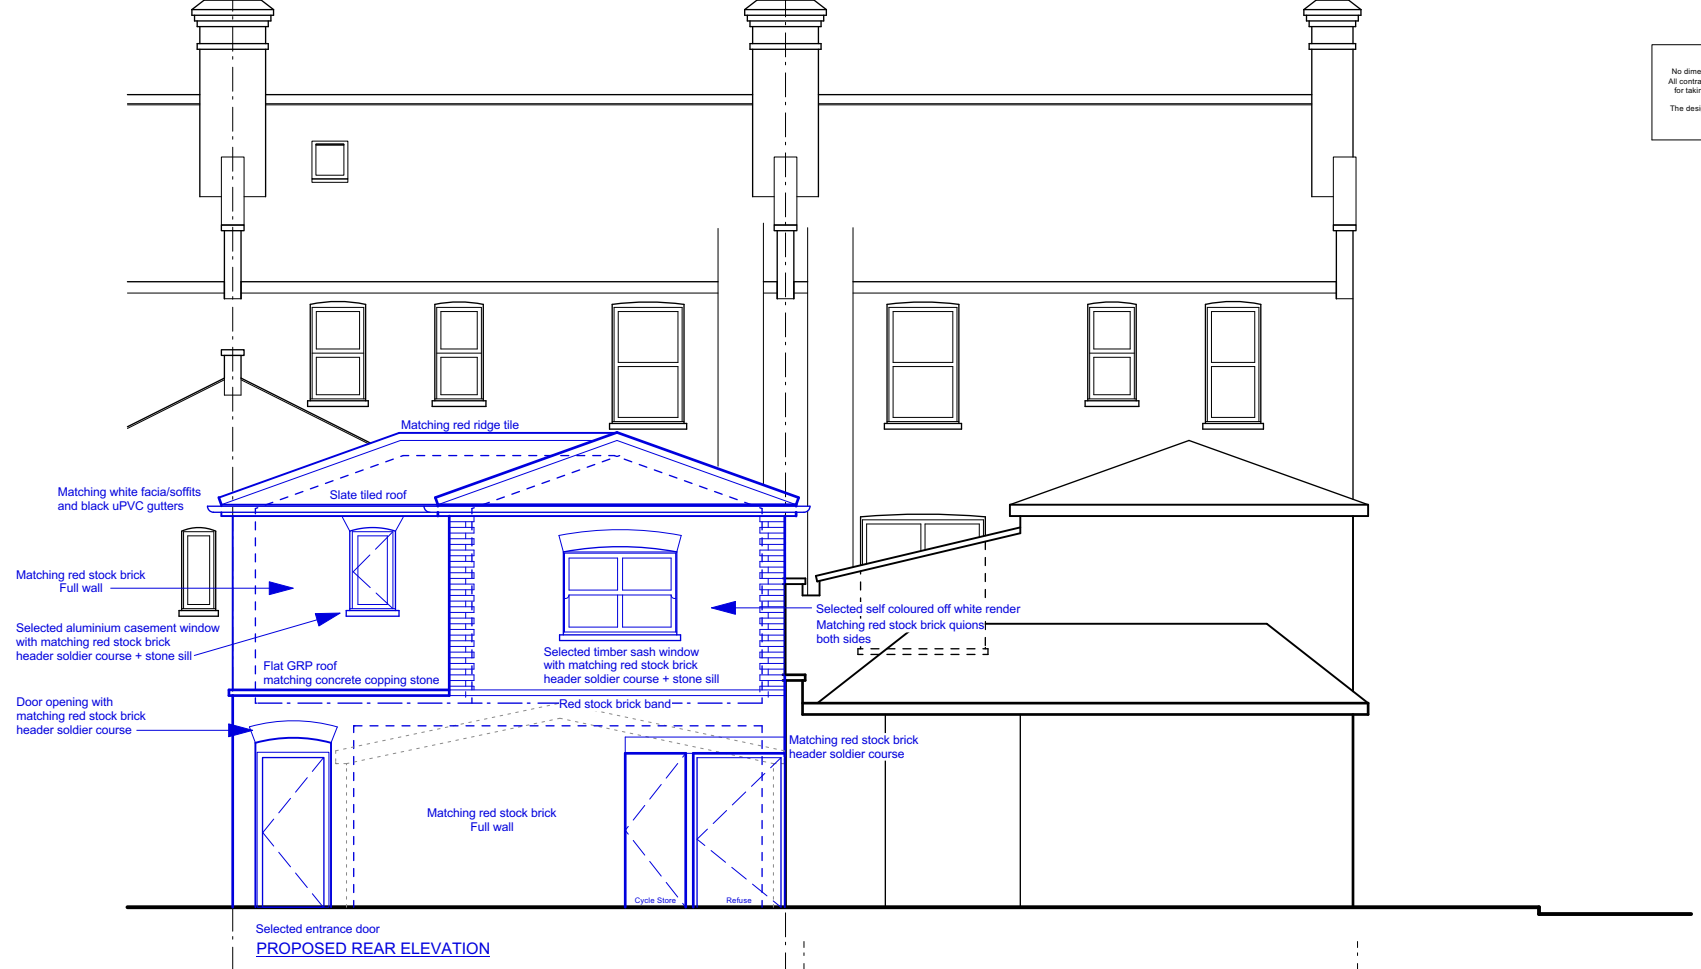 No dime
All contra
for takin
The desi
Matching red ridge tile
Matching white facia/soffits
and black uPVC gutters
Slate tiled roof
Matching red stock brick
Full wall
Selected aluminium casement window
with matching red stock brick
header soldier course + stone sill
Selected self coloured off white render
Matching red stock brick quions
both sides
Selected timber sash window
with matching red stock brick
header soldier course + stone sill
Flat GRP roof
matching concrete copping stone
Door opening with
matching red stock brick
header soldier course
Red stock brick band
Matching red stock brick
header soldier course
Matching red stock brick
Full wall
Cycle Store
Refuse
Selected entrance door
PROPOSED REAR ELEVATION